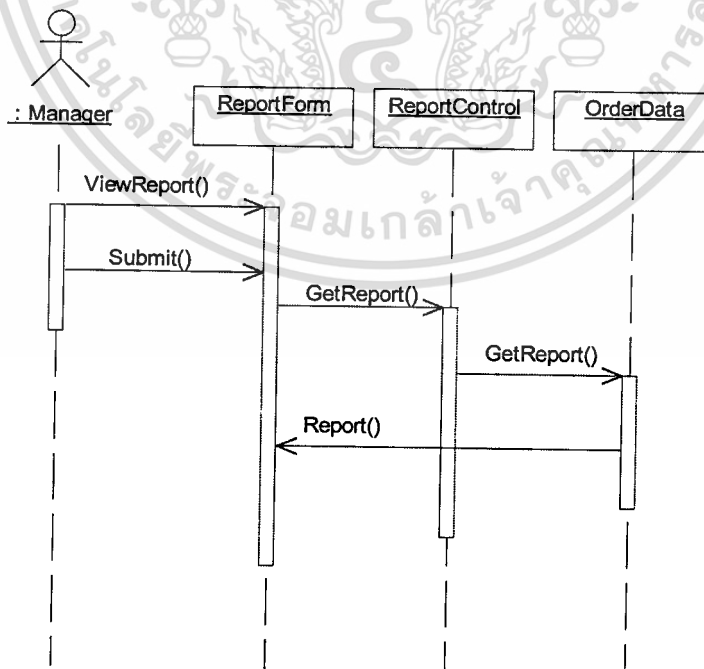 : Manager
ReportForm
ReportControl
OrderData
ViewReport()
Submit()
GetReport()
GetReport()
Report()